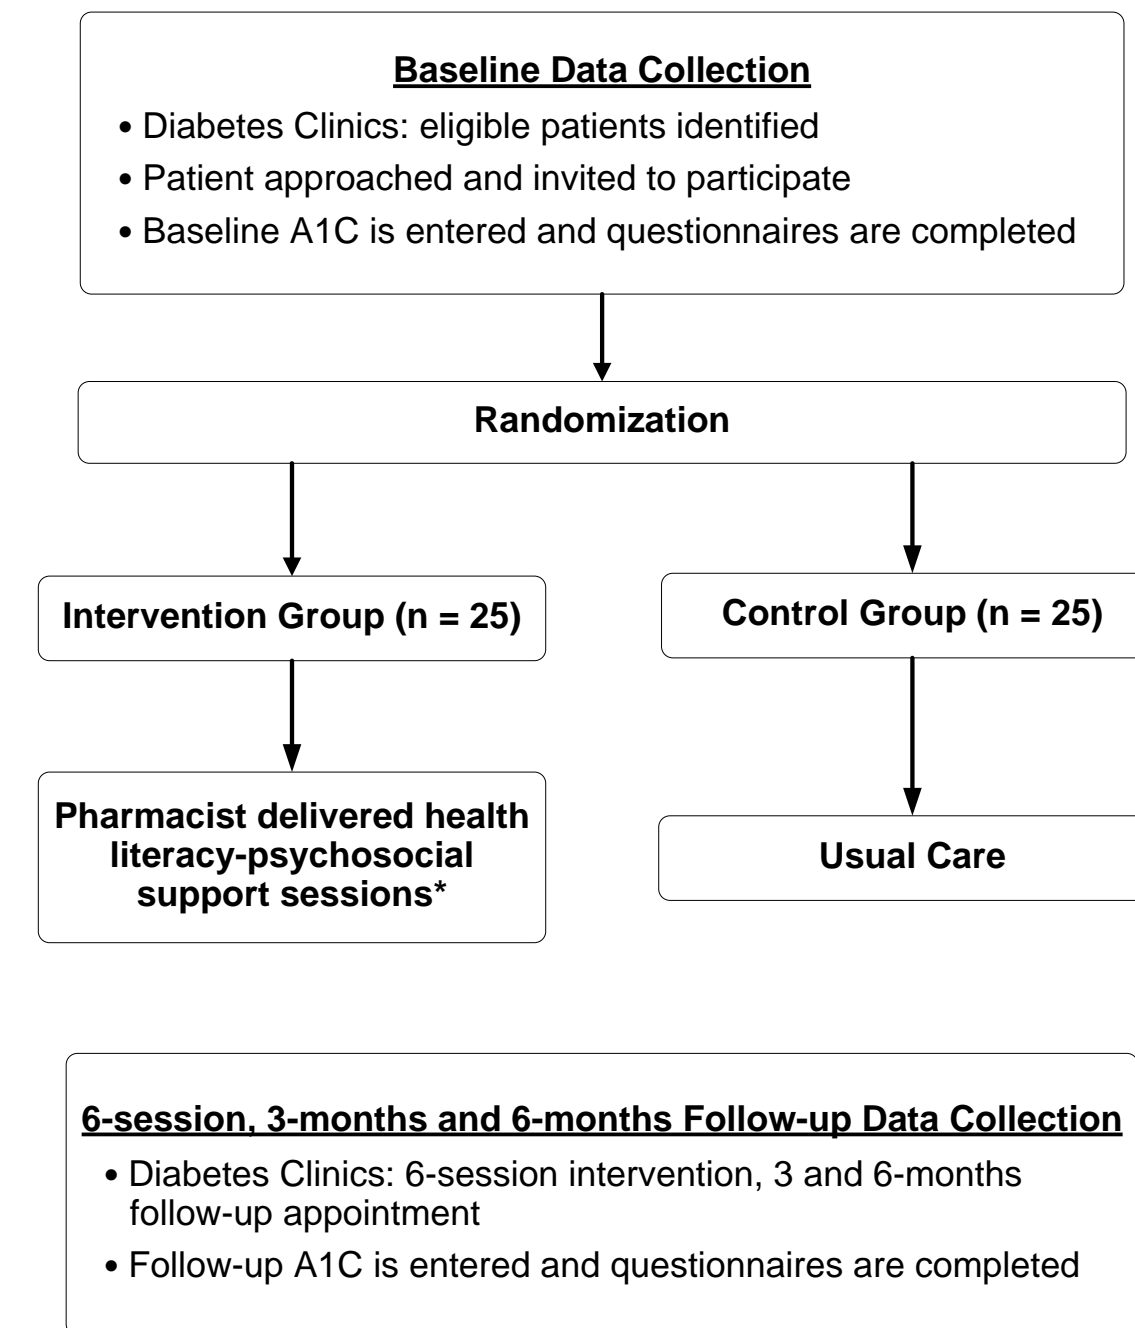 Baseline Data Collection
• Diabetes Clinics: eligible patients identified
• Patient approached and invited to participate
• Baseline A1C is entered and questionnaires are completed
Randomization
Intervention Group (n = 25)
Control Group (n = 25)
Pharmacist delivered health
literacy-psychosocial
support sessions*
Usual Care
6-session, 3-months and 6-months Follow-up Data Collection
• Diabetes Clinics: 6-session intervention, 3 and 6-months
follow-up appointment
• Follow-up A1C is entered and questionnaires are completed